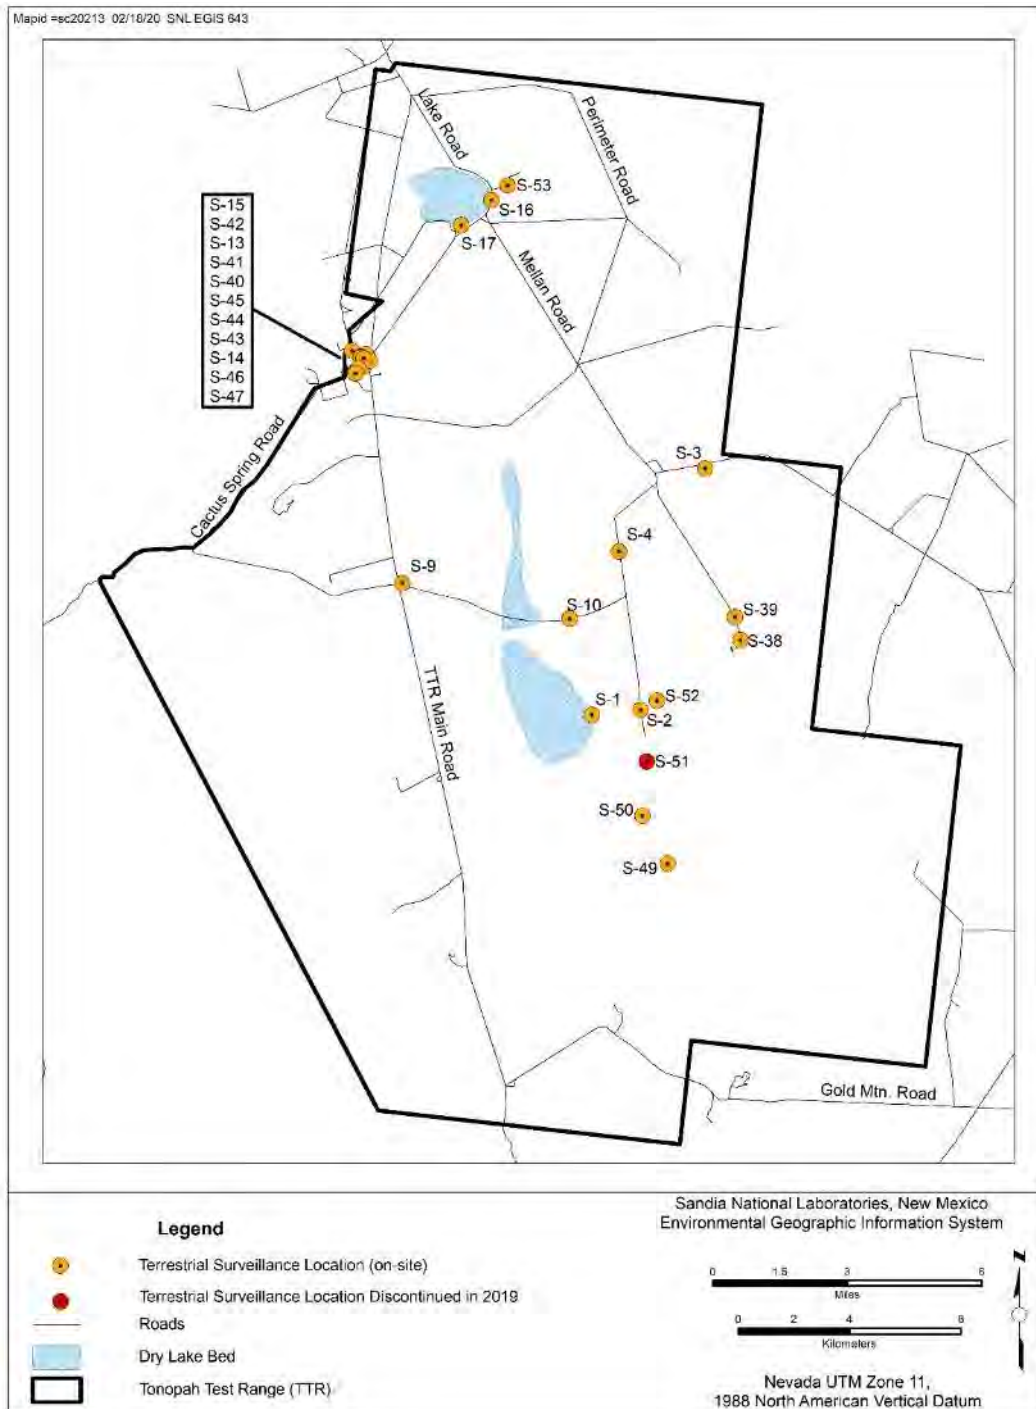 Mapid =sc20213 02/18/20 SNL EGIS 643
Lake Road
Perimeter Road
S-53
S-16
S-17
S-15
S-42
S-13
S-41
S-40
S-45
S-44
S-43
S-14
S-46
S-47
Mellan Road
Cactus Spring Road
S-3
S-4
S-9
S-10
S-39
S-38
S-1
S-52
S-2
TTR Main Road
S-51
S-50
S-49
Gold Mtn. Road
Legend
Terrestrial Surveillance Location (on-site)
Terrestrial Surveillance Location Discontinued in 2019
Roads
Dry Lake Bed
Tonopah Test Range (TTR)
Sandia National Laboratories, New Mexico
Environmental Geographic Information System
0 1.5 3 6
Miles
0 2 4 8
Kilometers
Nevada UTM Zone 11,
1988 North American Vertical Datum